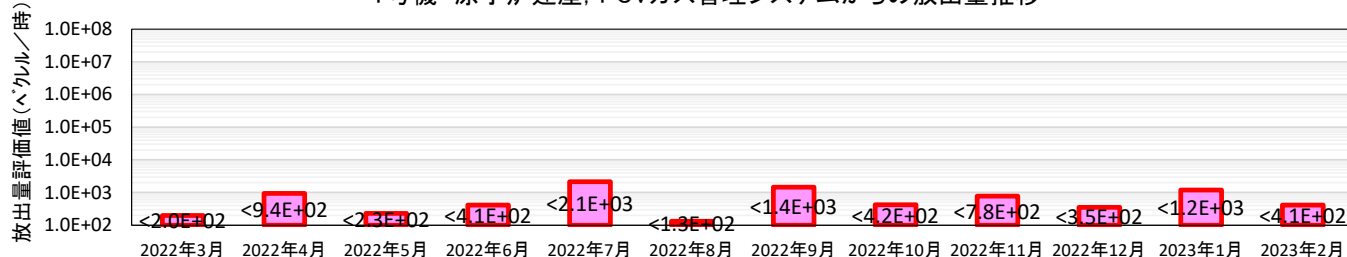 1号機 原子炉建屋,PCVガス管理システムからの放出量推移
放出量評価値(ベクレル/時)
1.0E+08
1.0E+07
1.0E+06
1.0E+05
1.0E+04
1.0E+03
1.0E+02
<2.0E+02 <9.4E+02 <2.3E+02 <4.1E+02 <2.1E+03 <1.3E+02 <1.4E+03 <4.2E+02 <7.8E+02 <3.5E+02 <1.2E+03 <4.1E+02
2022年3月 2022年4月 2022年5月 2022年6月 2022年7月 2022年8月 2022年9月 2022年10月 2022年11月 2022年12月 2023年1月 2023年2月